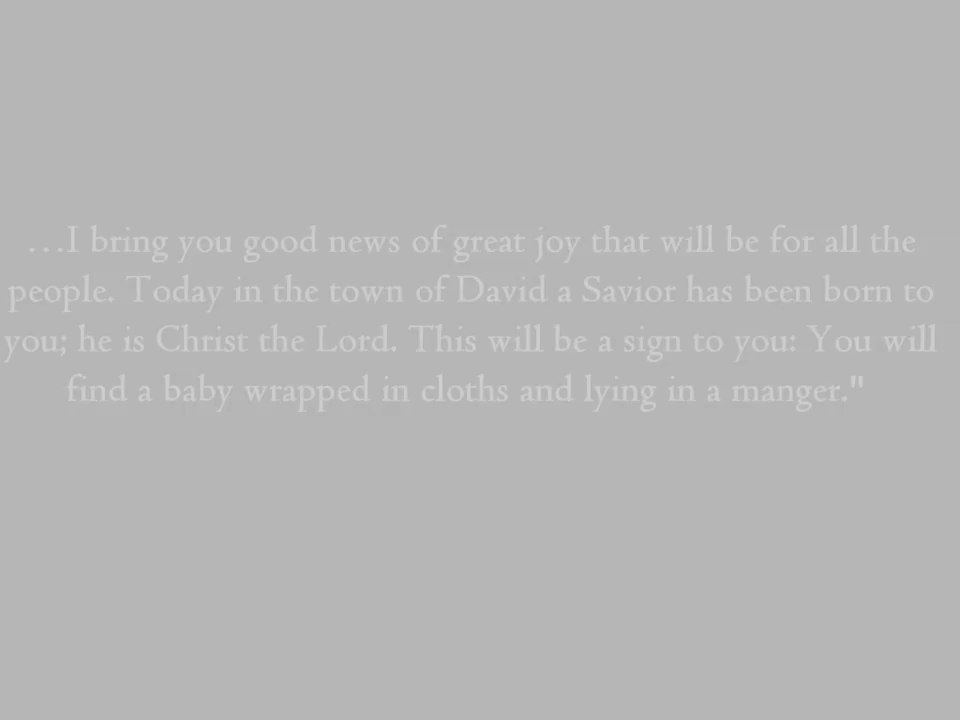 …I bring you good news of great joy that will be for all the
people. Today in the town of David a Savior has been born to
you; he is Christ the Lord. This will be a sign to you: You will
find a baby wrapped in cloths and lying in a manger."